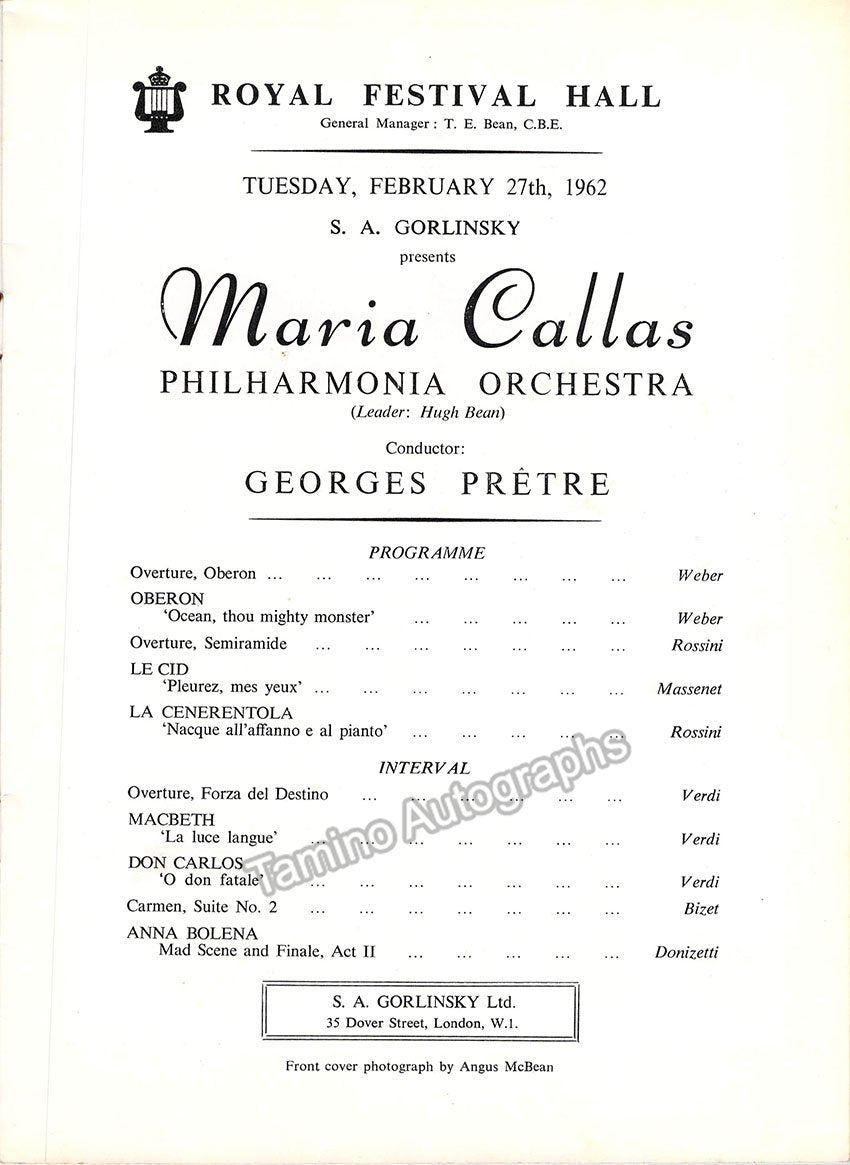 ROYAL FESTIVAL HALL
General Manager: T. E. Bean, C.B.E.
TUESDAY, FEBRUARY 27th, 1962
S. A. GORLINSKY
presents
Maria Callas
PHILHARMONIA ORCHESTRA
(Leader: Hugh Bean)
Conductor:
GEORGES PRÊTRE
PROGRAMME
Overture, Oberon ... ... ... ... ... ... ... ... Weber
OBERON
‘Ocean, thou mighty monster’ ... ... ... ... ... Weber
Overture, Semiramide ... ... ... ... ... ... ... Rossini
LE CID
‘Pleurez, mes yeux’ ... ... ... ... ... ... ... Massenet
LA CENERENTOLA
‘Nacque all'affanno e al pianto’ ... ... ... ... ... Rossini
INTERVAL
Overture, Forza del Destino ... ... ... ... ... ... Verdi
MACBETH
‘La luce langue’ ... ... ... ... ... ... ... Verdi
DON CARLOS
‘O don fatale’ ... ... ... ... ... ... ... Verdi
Carmen, Suite No. 2 ... ... ... ... ... ... ... Bizet
ANNA BOLENA
Mad Scene and Finale, Act II ... ... ... ... ... Donizetti
Tamino Autographs
S. A. GORLINSKY Ltd.
35 Dover Street, London, W.1.
Front cover photograph by Angus McBean